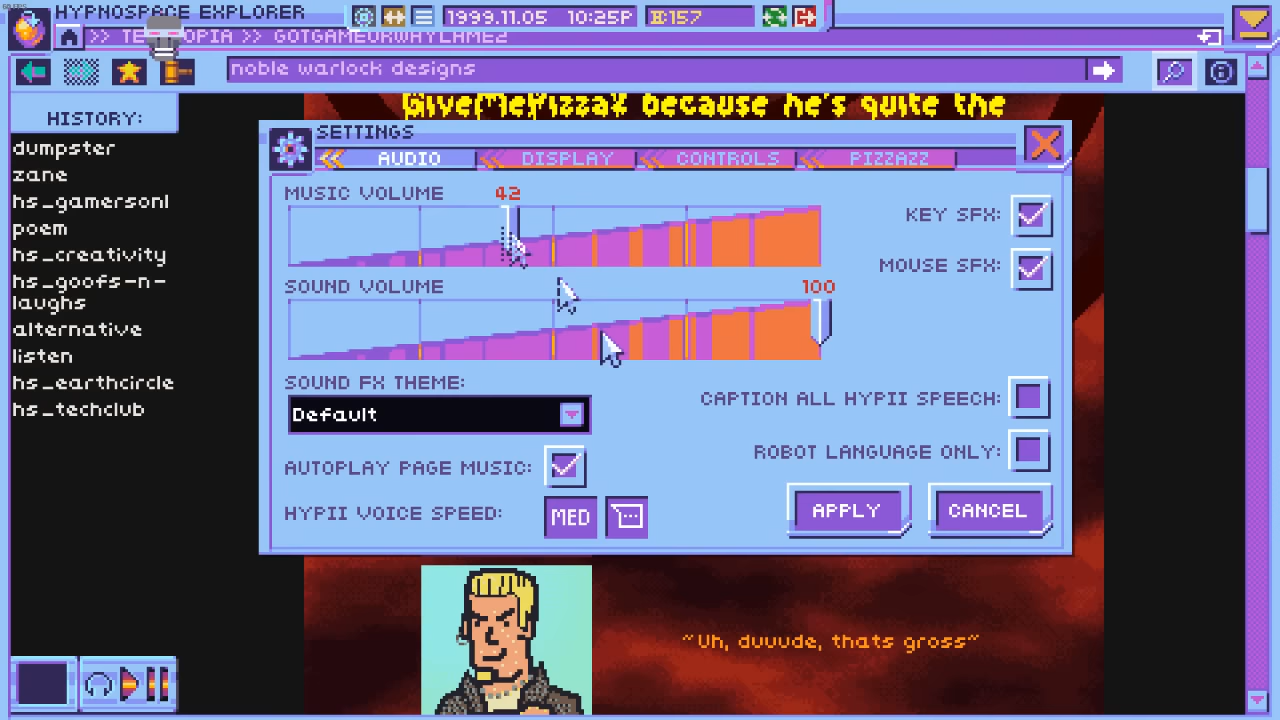 HYPNOSPACE EXPLORER
1999.11.05 10:25P
157
>> TE OPIA >> GOTGAMEURWAYLAME2
noble warlock designs
GiveMePizzaX because he's quite the
HISTORY:
dumpster
zane
hs_gamersonl
poem
hs_creativity
hs_goofs-n-
laughs
alternative
listen
hs_earthcircle
hs_techclub
SETTINGS
AUDIO
DISPLAY
CONTROLS
PIZZAZZ
MUSIC VOLUME 42
KEY SFX:
MOUSE SFX:
SOUND VOLUME 100
SOUND FX THEME:
Default
CAPTION ALL HYPII SPEECH:
ROBOT LANGUAGE ONLY:
AUTOPLAY PAGE MUSIC:
HYPII VOICE SPEED: MED
APPLY
CANCEL
~Uh, duuude, thats gross~